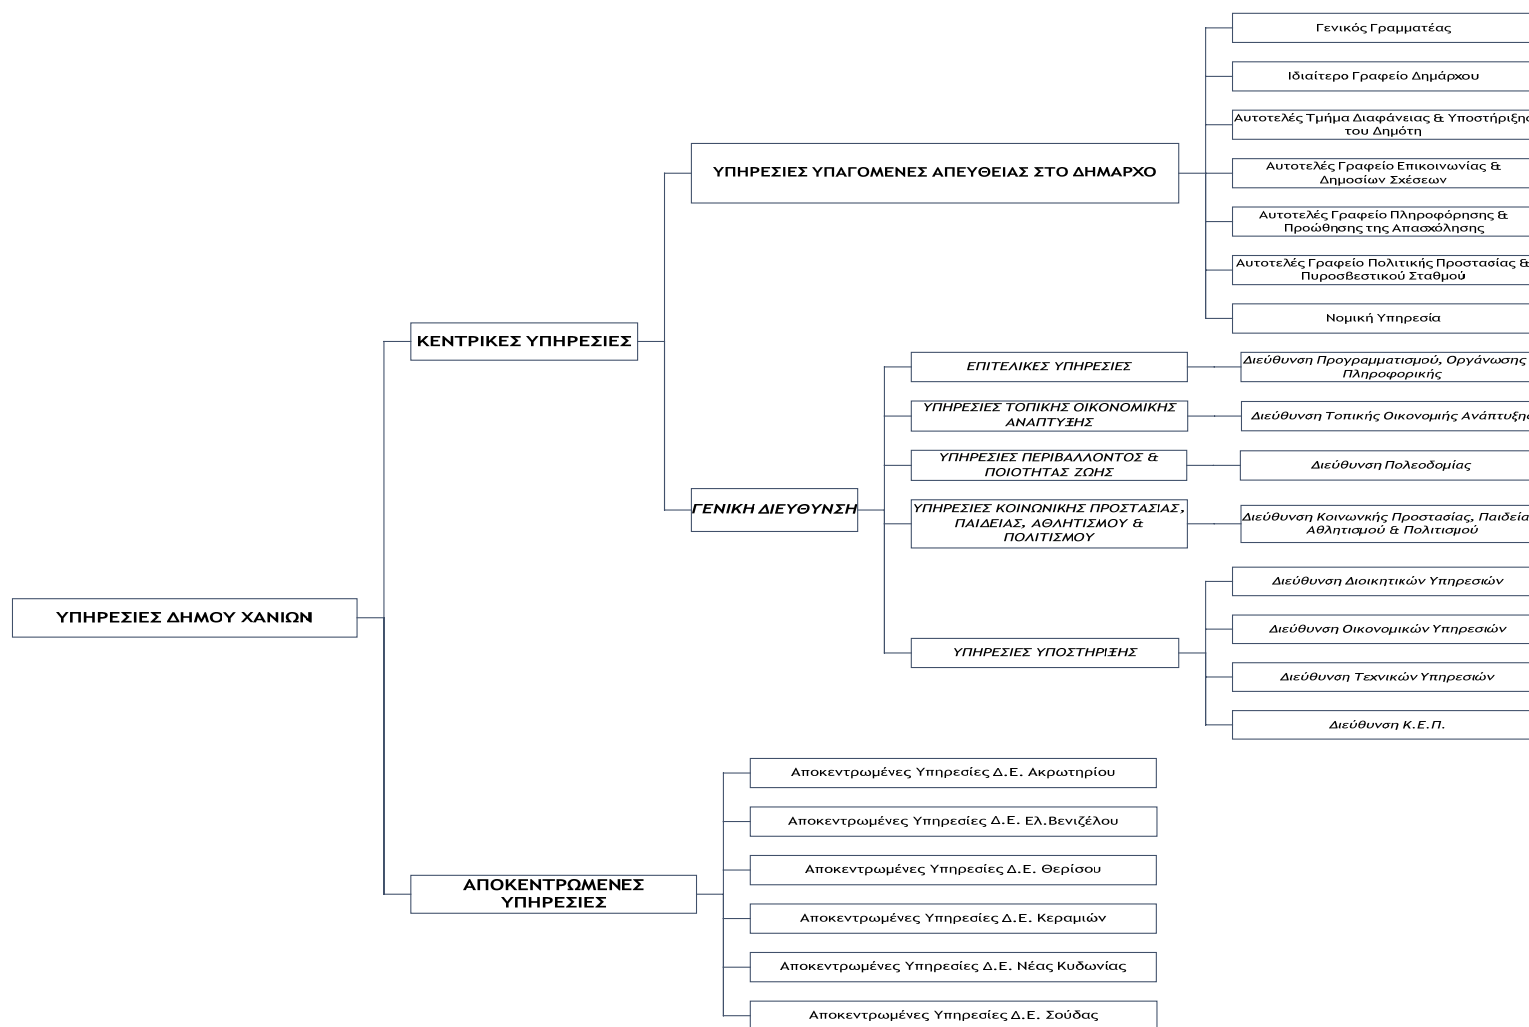 Γενικός Γραμματέας
Ιδιαίτερο Γραφείο Δημάρχου
Αυτοτελές Τμήμα Διαφάνειας & Υποστήριξης
του Δημότη
ΥΠΗΡΕΣΙΕΣ ΥΠΑΓΟΜΕΝΕΣ ΑΠΕΥΘΕΙΑΣ ΣΤΟ ΔΗΜΑΡΧΟ
Αυτοτελές Γραφείο Επικοινωνίας &
Δημοσίων Σχέσεων
Αυτοτελές Γραφείο Πληροφόρησης &
Προώθησης της Απασχόλησης
Αυτοτελές Γραφείο Πολιτικής Προστασίας &
Πυροσβεστικού Σταθμού
Νομική Υπηρεσία
ΚΕΝΤΡΙΚΕΣ ΥΠΗΡΕΣΙΕΣ
ΕΠΙΤΕΛΙΚΕΣ ΥΠΗΡΕΣΙΕΣ
Διεύθυνση Προγραμματισμού, Οργάνωσης
Πληροφορικής
ΥΠΗΡΕΣΙΕΣ ΤΟΠΙΚΗΣ ΟΙΚΟΝΟΜΙΚΗΣ
ΑΝΑΠΤΥΞΗΣ
Διεύθυνση Τοπικής Οικονομιής Ανάπτυξης
ΥΠΗΡΕΣΙΕΣ ΠΕΡΙΒΑΛΛΟΝΤΟΣ &
ΠΟΙΟΤΗΤΑΣ ΖΩΗΣ
Διεύθυνση Πολεοδομίας
ΓΕΝΙΚΗ ΔΙΕΥΘΥΝΣΗ
ΥΠΗΡΕΣΙΕΣ ΚΟΙΝΩΝΙΚΗΣ ΠΡΟΣΤΑΣΙΑΣ,
ΠΑΙΔΕΙΑΣ, ΑΘΛΗΤΙΣΜΟΥ &
ΠΟΛΙΤΙΣΜΟΥ
Διεύθυνση Κοινωνκής Προστασίας, Παιδεία
Αθλητισμού & Πολιτισμού
Διεύθυνση Διοικητικών Υπηρεσιών
ΥΠΗΡΕΣΙΕΣ ΔΗΜΟΥ ΧΑΝΙΩΝ
Διεύθυνση Οικονομικών Υπηρεσιών
ΥΠΗΡΕΣΙΕΣ ΥΠΟΣΤΗΡΙΞΗΣ
Διεύθυνση Τεχνικών Υπηρεσιών
Διεύθυνση Κ.Ε.Π.
Αποκεντρωμένες Υπηρεσίες Δ.Ε. Ακρωτηρίου
Αποκεντρωμένες Υπηρεσίες Δ.Ε. Ελ.Βενιζέλου
Αποκεντρωμένες Υπηρεσίες Δ.Ε. Θερίσου
ΑΠΟΚΕΝΤΡΩΜΕΝΕΣ
ΥΠΗΡΕΣΙΕΣ
Αποκεντρωμένες Υπηρεσίες Δ.Ε. Κεραμιών
Αποκεντρωμένες Υπηρεσίες Δ.Ε. Νέας Κυδωνίας
Αποκεντρωμένες Υπηρεσίες Δ.Ε. Σούδας